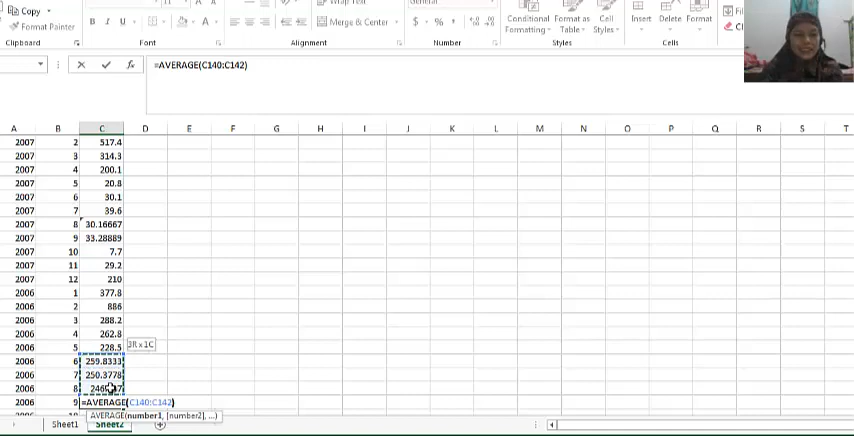 Copy
Format Painter
B I U A
Merge & Center
General
$ %
Conditional Formatting
Format as Table
Cell Styles
Insert Delete Format
Clipboard Font Alignment Number Styles Cells
fx =AVERAGE(C140:C142)
A B C D E F G H I J K L M N O P Q R S T
2007 2 517.4
2007 3 314.3
2007 4 200.1
2007 5 20.8
2007 6 30.1
2007 7 39.6
2007 8 30.16667
2007 9 33.28889
2007 10 7.7
2007 11 29.2
2007 12 210
2006 1 377.8
2006 2 886
2006 3 288.2
2006 4 262.8
2006 5 228.5 3R x 1C
2006 6 259.8333
2006 7 250.3778
2006 8
2006 9 =AVERAGE(C140:C142)
AVERAGE(number1, [number2], ...)
Sheet1 Sheet2